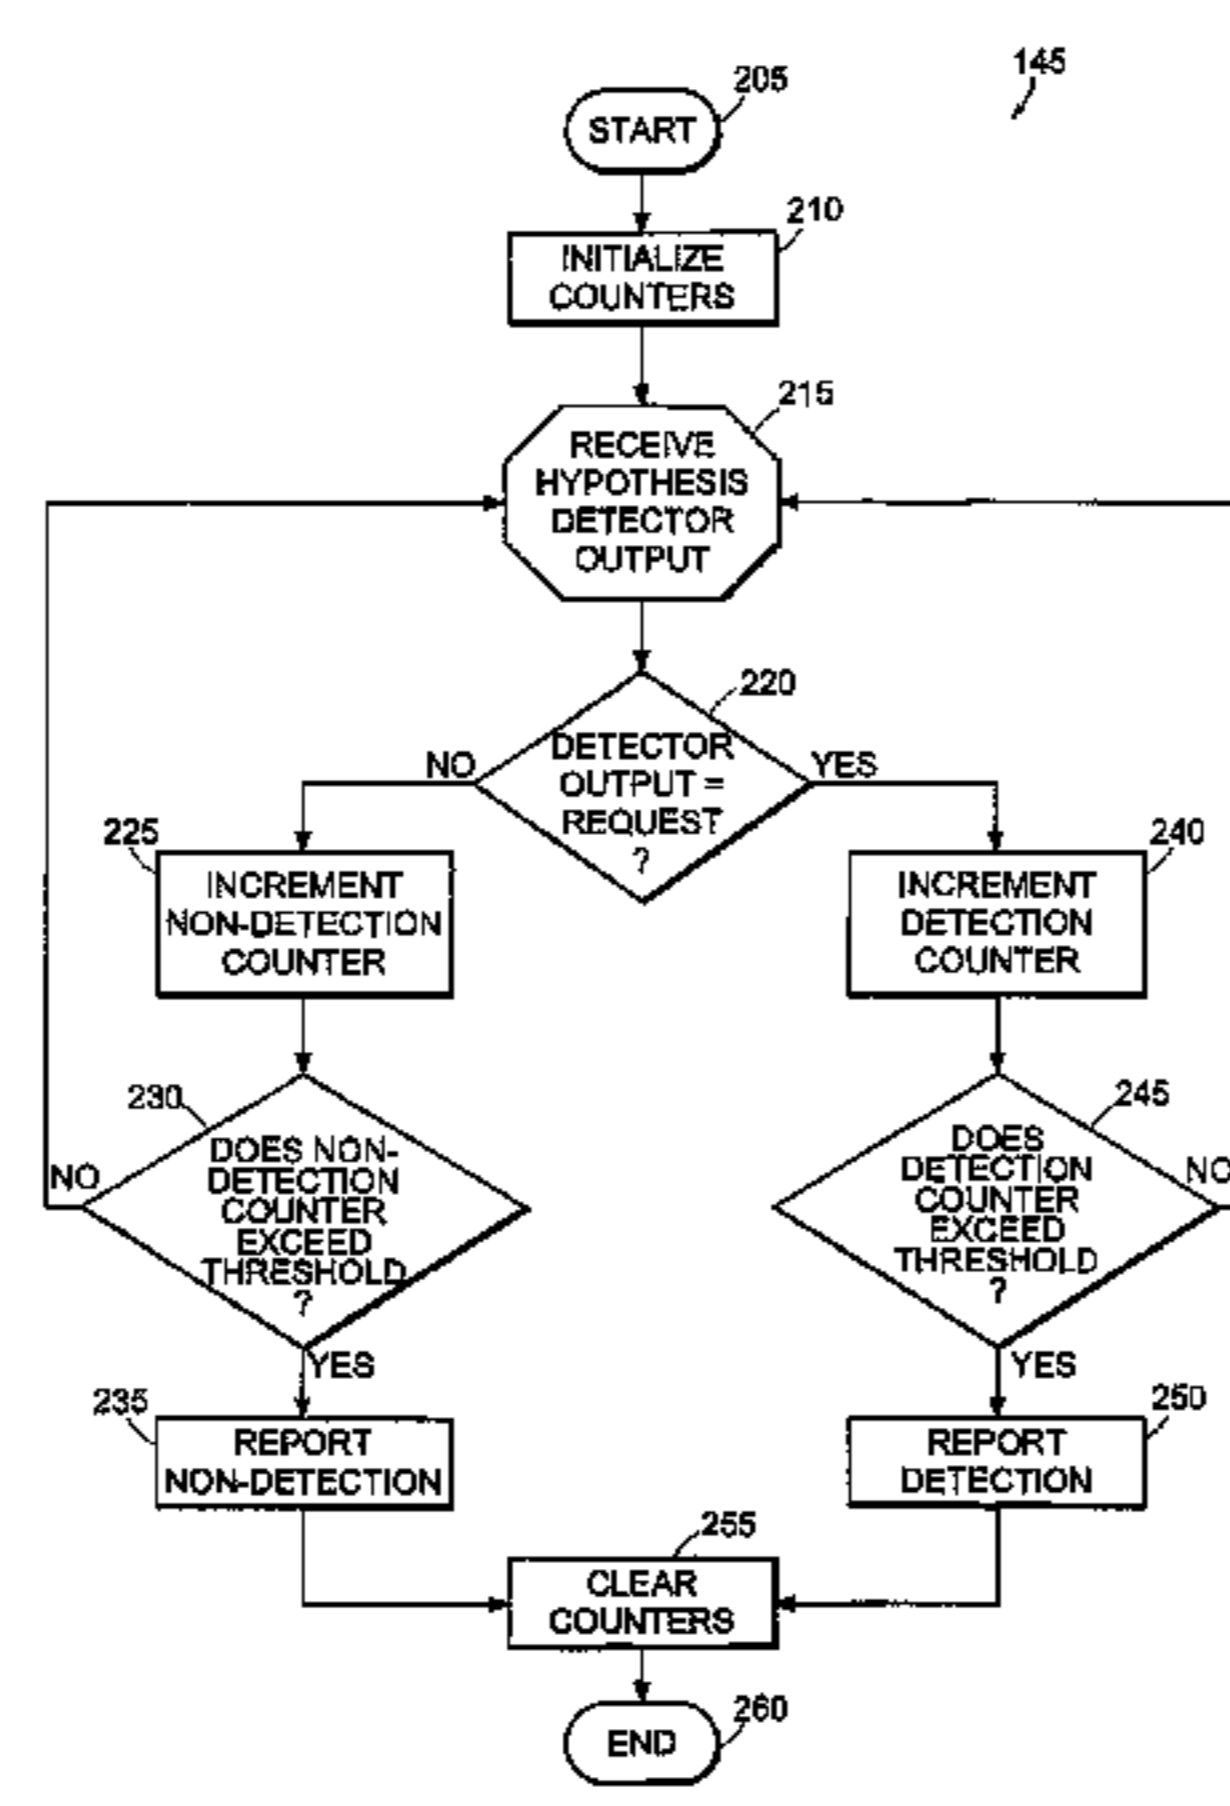 145
205
START
210
INITIALIZE
COUNTERS
215
RECEIVE
HYPOTHESIS
DETECTOR
OUTPUT
220
DETECTOR
OUTPUT =
REQUEST
?
NO
YES
225
INCREMENT
NON-DETECTION
COUNTER
240
INCREMENT
DETECTION
COUNTER
230
DOES NON-
DETECTION
COUNTER
EXCEED
THRESHOLD
?
NO
YES
245
DOES
DETECTION
COUNTER
EXCEED
THRESHOLD
?
NO
YES
235
REPORT
NON-DETECTION
250
REPORT
DETECTION
255
CLEAR
COUNTERS
260
END